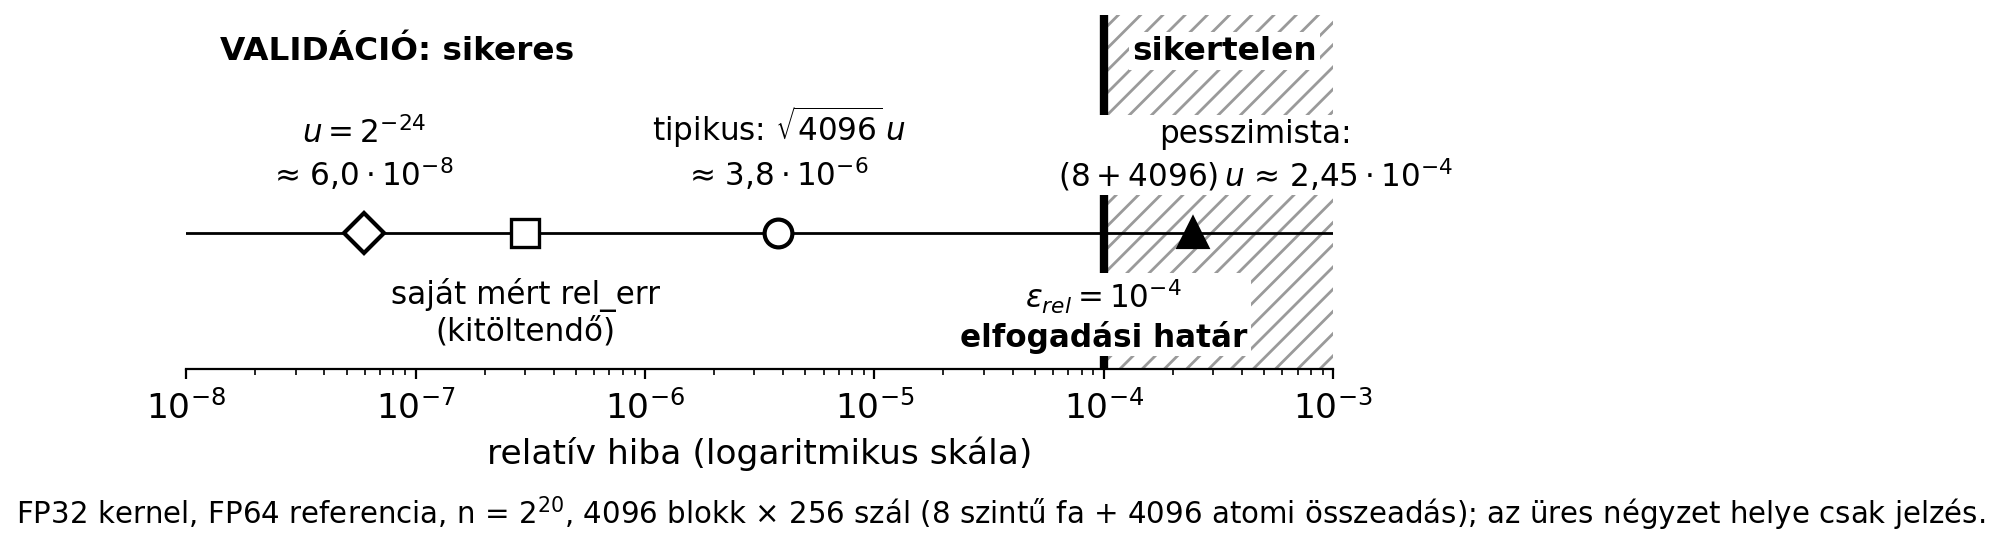 VALIDÁCIÓ: sikeres
sikertelen
u = 2⁻²⁴
≈ 6,0 · 10⁻⁸
tipikus: √4096 u
≈ 3,8 · 10⁻⁶
pesszimista:
(8 + 4096) u ≈ 2,45 · 10⁻⁴
saját mért rel_err
(kitöltendő)
εrel = 10⁻⁴
elfogadási határ
10⁻⁸ 10⁻⁷ 10⁻⁶ 10⁻⁵ 10⁻⁴ 10⁻³
relatív hiba (logaritmikus skála)
FP32 kernel, FP64 referencia, n = 2²⁰, 4096 blokk × 256 szál (8 szintű fa + 4096 atomi összeadás); az üres négyzet helye csak jelzés.